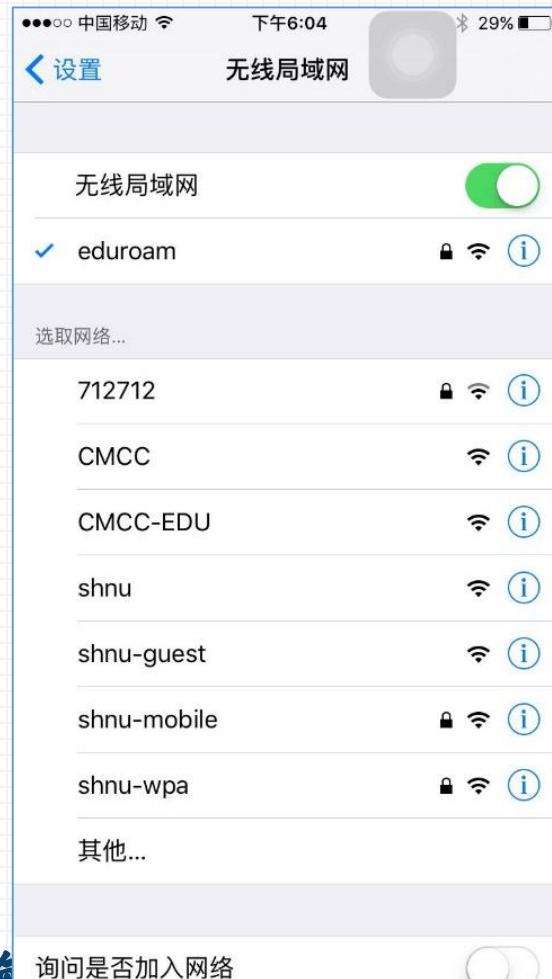 中国移动 下午6:04 29%
设置 无线局域网
无线局域网
eduroam
选取网络...
712712
CMCC
CMCC-EDU
shnu
shnu-guest
shnu-mobile
shnu-wpa
其他...
询问是否加入网络